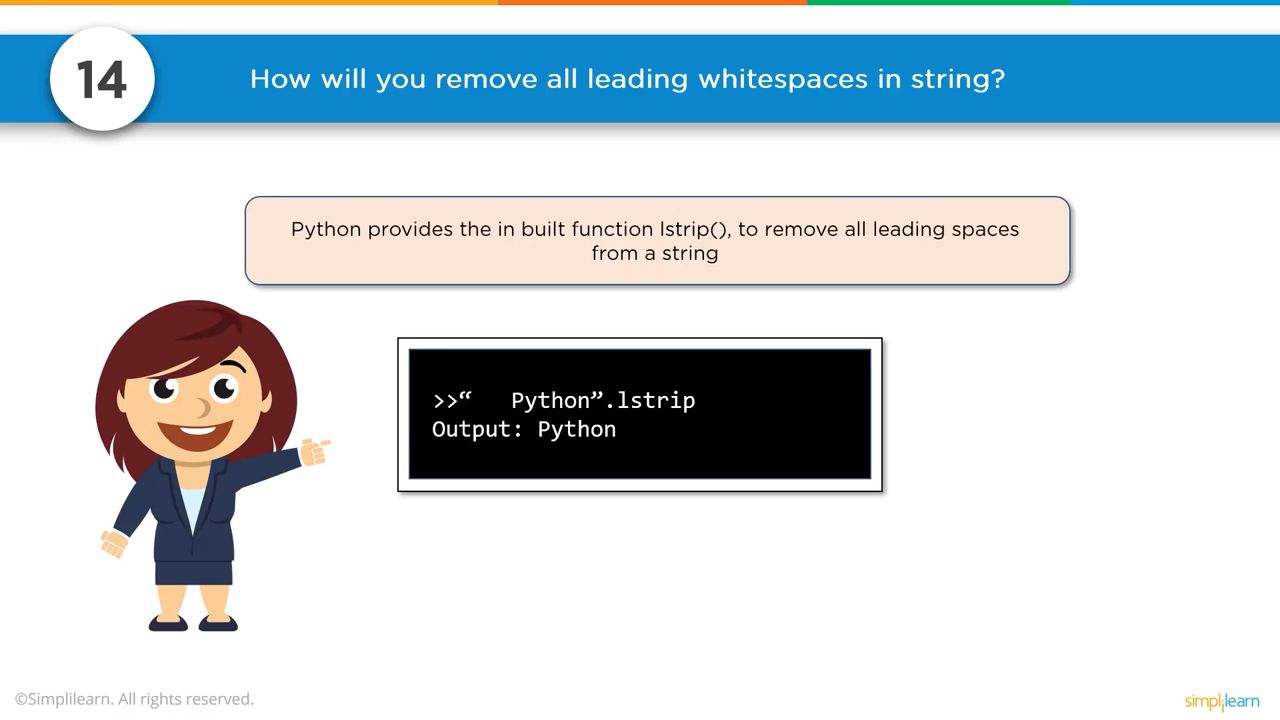 14
How will you remove all leading whitespaces in string?
Python provides the in built function lstrip(), to remove all leading spaces
from a string
>>“   Python”.lstrip
Output: Python
©Simplilearn. All rights reserved.
simplilearn